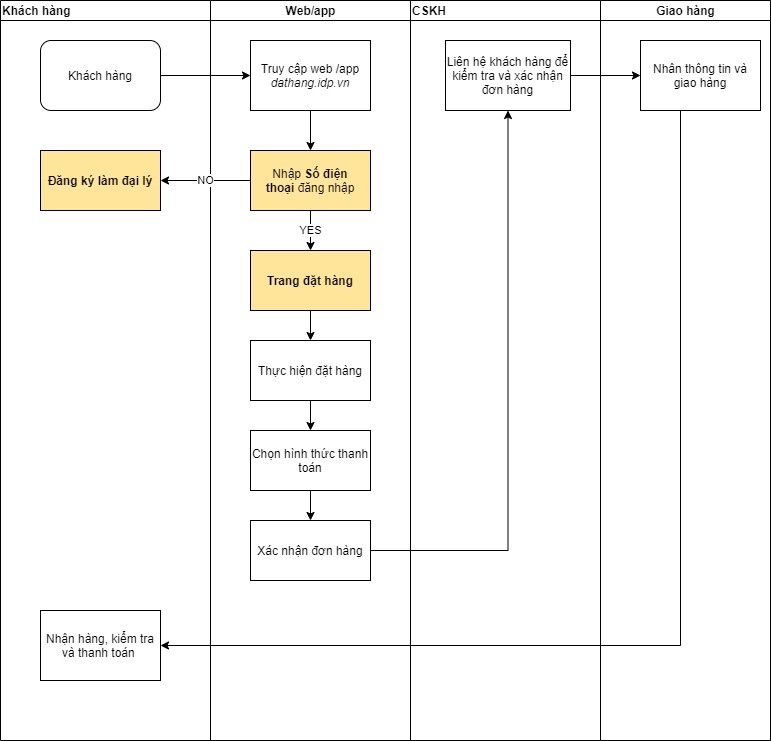 Khách hàng
Web/app
CSKH
Giao hàng
Khách hàng
Truy cập web /app
dathang.idp.vn
Liên hệ khách hàng để
kiểm tra và xác nhận
đơn hàng
Nhân thông tin và
giao hàng
Đăng ký làm đại lý
NO
Nhập Số điện
thoại đăng nhập
YES
Trang đặt hàng
Thực hiện đặt hàng
Chọn hình thức thanh
toán
Xác nhận đơn hàng
Nhận hàng, kiểm tra
và thanh toán